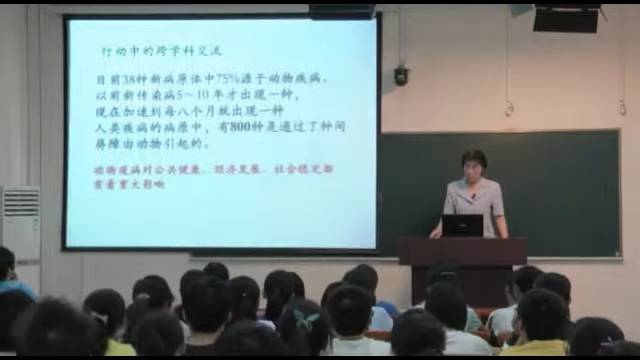 行动中的跨学科交流
目前38种新病原体中75%源于动物疾病。
以前新传染病5~10年才出现一种，
现在加速到每八个月就出现一种
人类疾病的病原中，有800种是通过了种间
屏障由动物引起的。
动物疫病对公共健康、经济发展、社会稳定都
有着重大影响